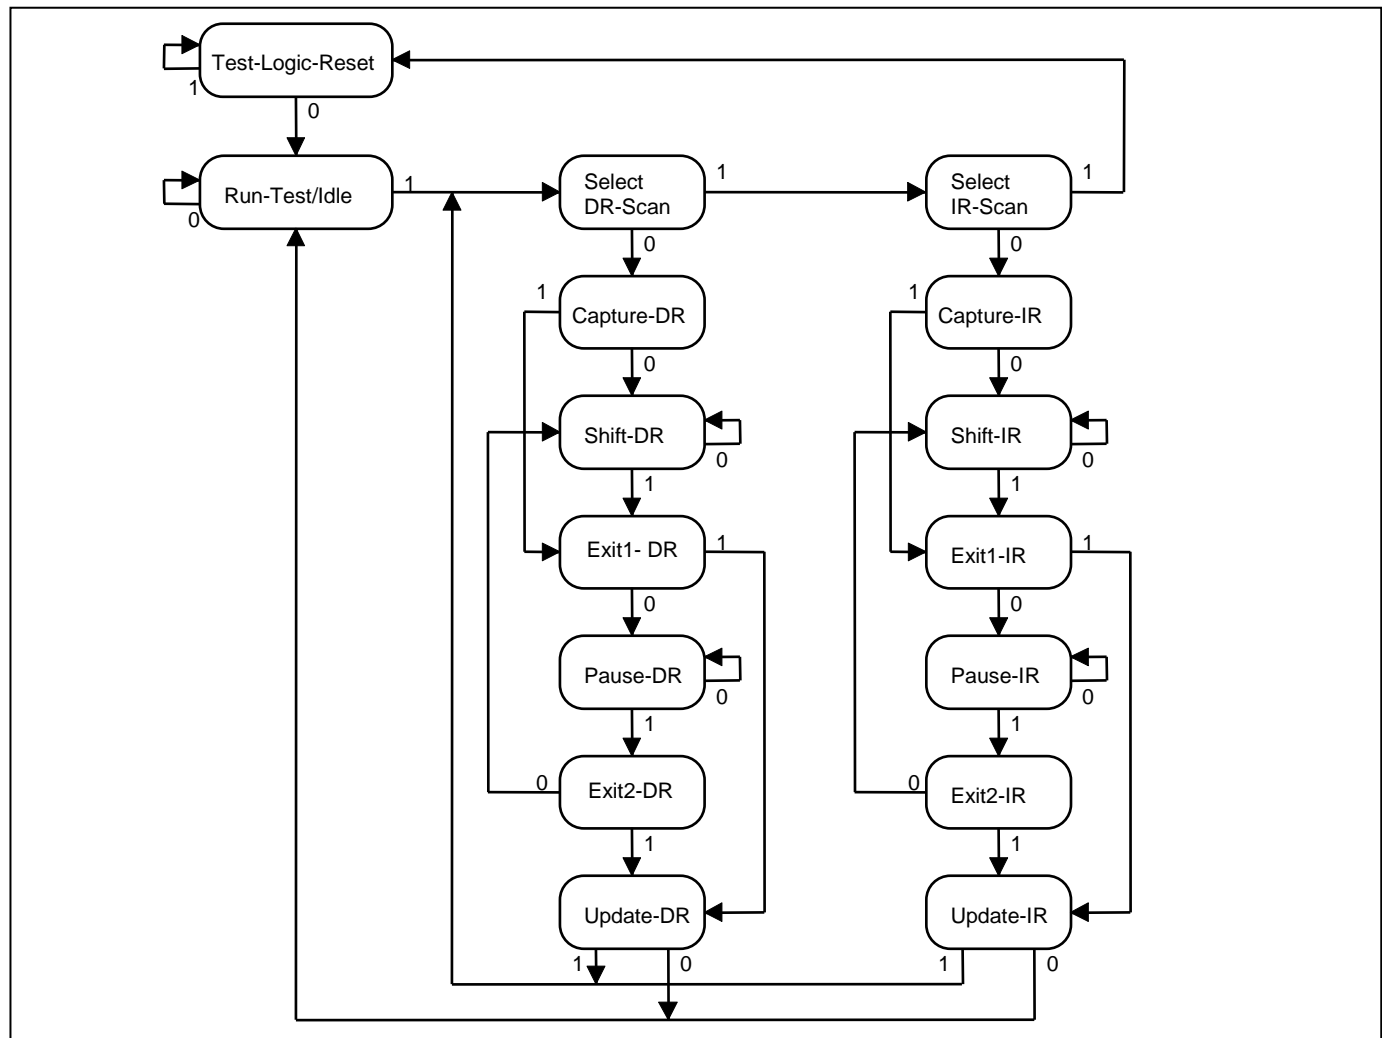 Test-Logic-Reset
1
0
Run-Test/Idle
0
1
Select
DR-Scan
1
0
Select
IR-Scan
1
0
1
Capture-DR
0
1
Capture-IR
0
Shift-DR
0
1
Shift-IR
0
1
Exit1- DR
1
0
Exit1-IR
1
0
Pause-DR
0
1
Pause-IR
0
1
0
Exit2-DR
1
0
Exit2-IR
1
Update-DR
1
0
Update-IR
1
0